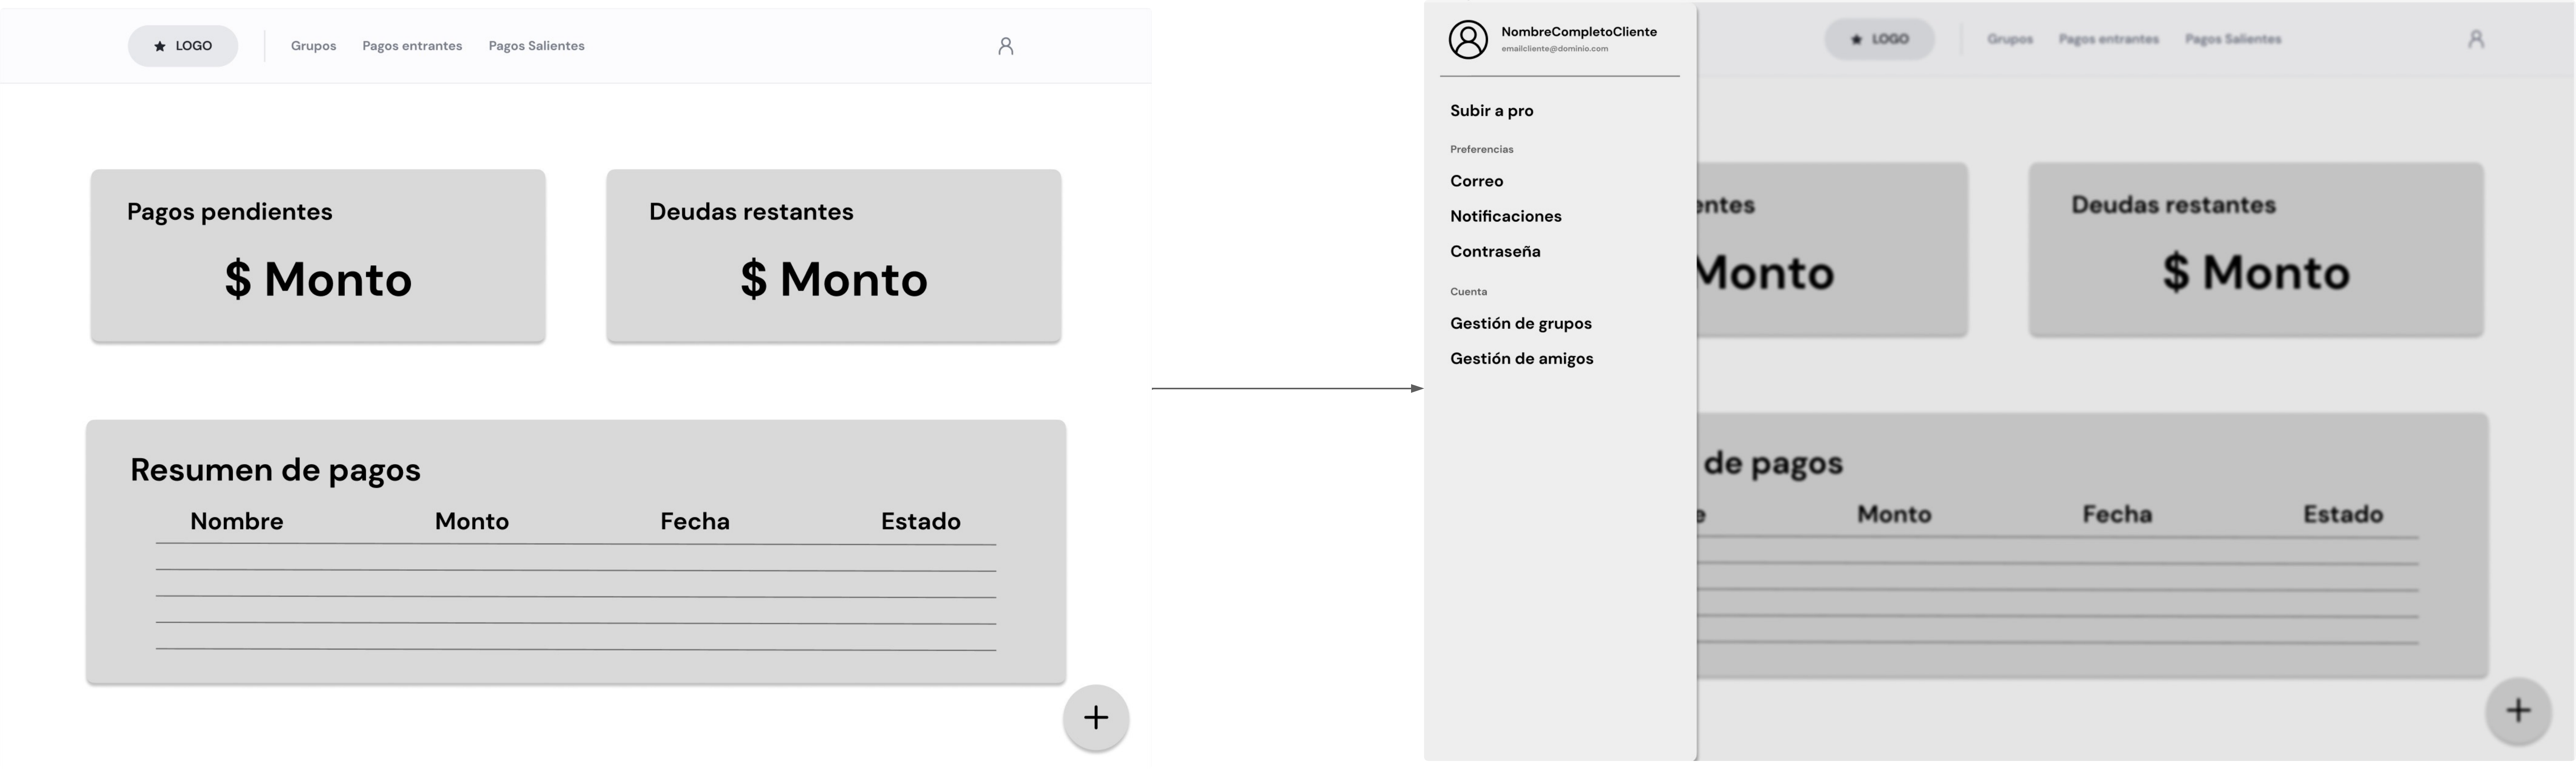 LOGO
Grupos
Pagos entrantes
Pagos Salientes
Pagos pendientes
$ Monto
Deudas restantes
$ Monto
Resumen de pagos
Nombre Monto Fecha Estado
NombreCompletoCliente
emailcliente@dominio.com
Subir a pro
Preferencias
Correo
Notificaciones
Contraseña
Cuenta
Gestión de grupos
Gestión de amigos
LOGO
Grupos
Pagos entrantes
Pagos Salientes
entes
Monto
Deudas restantes
$ Monto
de pagos
e Monto Fecha Estado